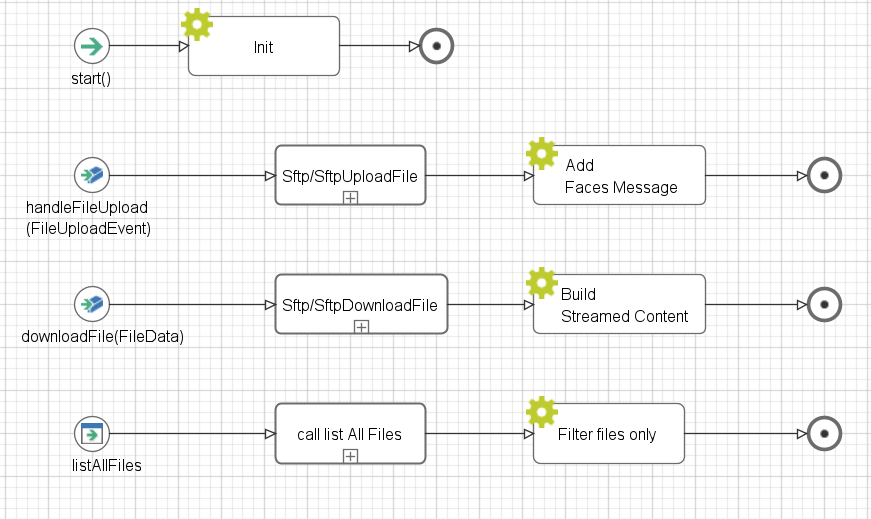 Init
start()
Sftp/SftpUploadFile
Add
Faces Message
handleFileUpload
(FileUploadEvent)
Sftp/SftpDownloadFile
Build
Streamed Content
downloadFile(FileData)
call list All Files
Filter files only
listAllFiles